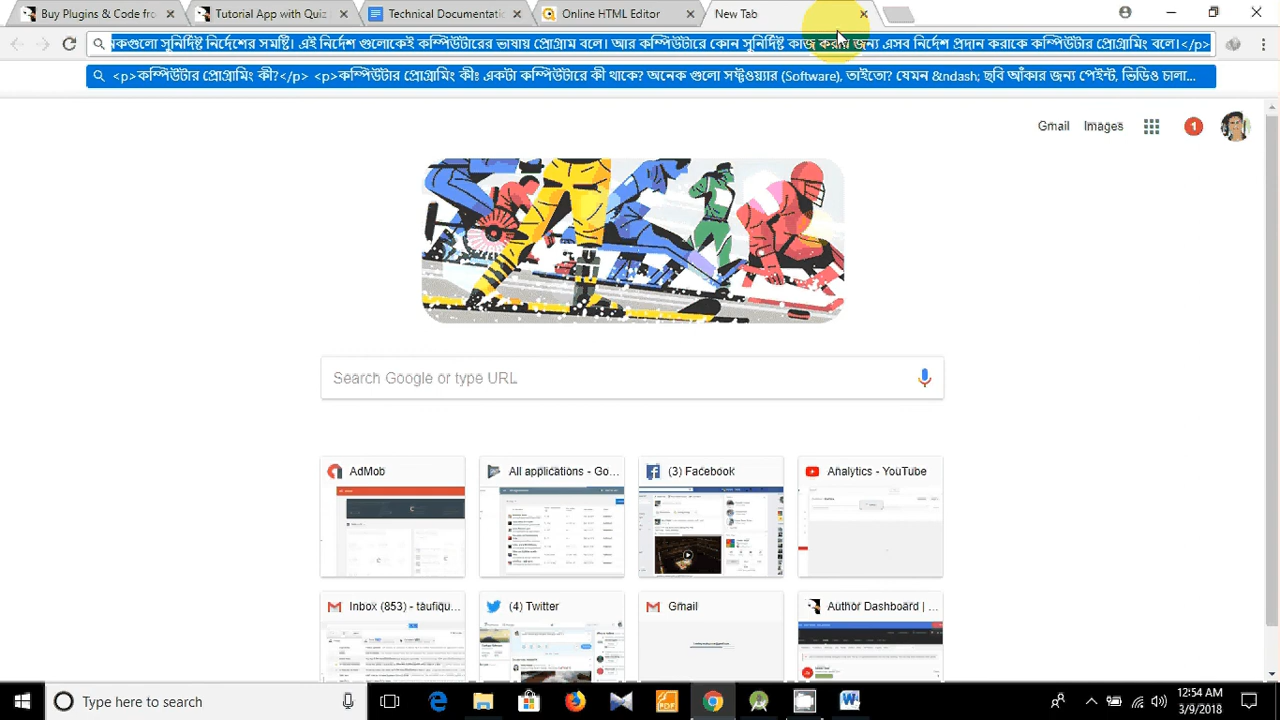 Buy Plugins & Code fro
Tutorial App with Quiz
Technical Documentati
Online HTML Editor
New Tab
নকগুলো সুনির্দিষ্ট নির্দেশের সমষ্টি। এই নির্দেশ গুলোকেই কম্পিউটারের ভাষায় প্রোগ্রাম বলে। আর কম্পিউটারে কোন সুনির্দিষ্ট কাজ করার জন্য এসব নির্দেশ প্রদান করাকে কম্পিউটার প্রোগ্রামিং বলে।</p>
<p>কম্পিউটার প্রোগ্রামিং কী?</p> <p>কম্পিউটার প্রোগ্রামিং কীঃ একটা কম্পিউটারে কী থাকে? অনেক গুলো সফ্টওয়্যার (Software), তাইতো? যেমন &ndash; ছবি আঁকার জন্য পেইন্ট, ভিডিও চালা...
Gmail Images 1
Search Google or type URL
AdMob
All applications - Go...
(3) Facebook
Analytics - YouTube
Inbox (853) - taufiqu...
(4) Twitter
Gmail
Author Dashboard | ...
Type here to search
12:54 AM
3/9/2018